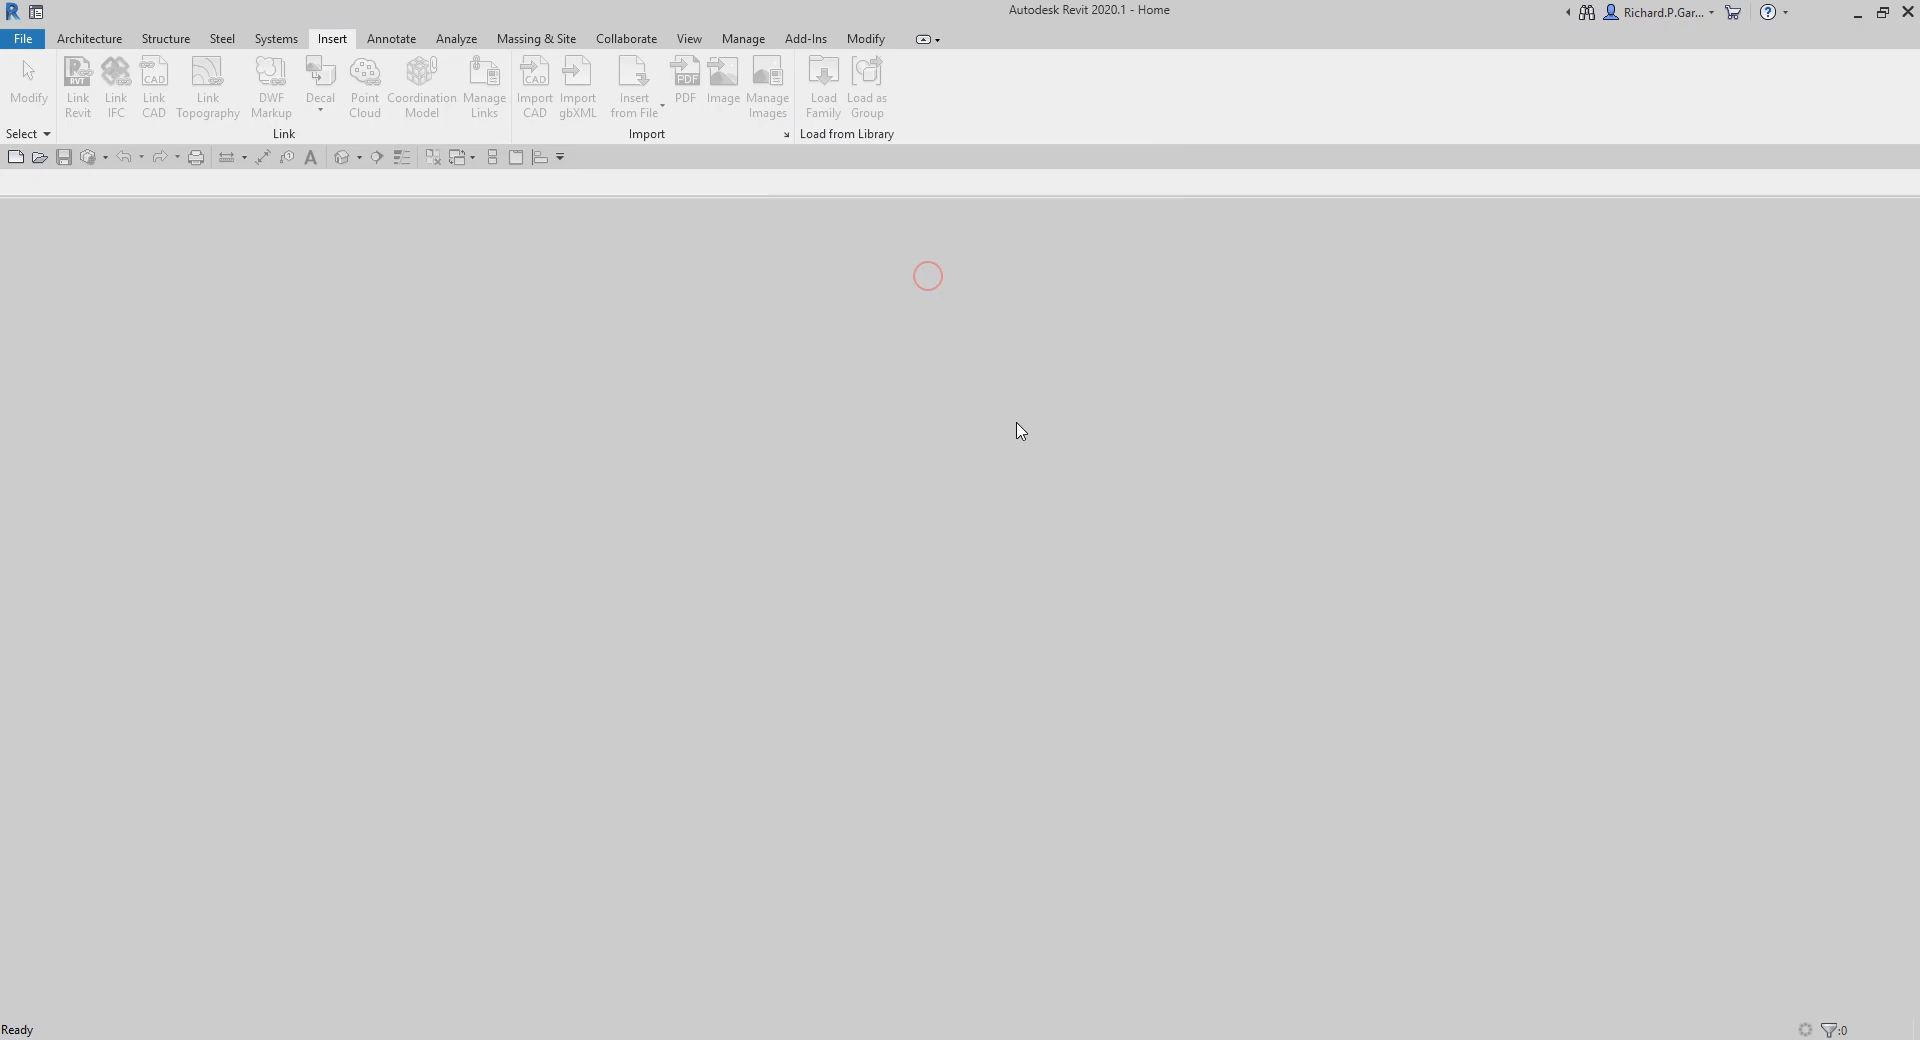 Autodesk Revit 2020.1 - Home
Richard.P.Gar...
File Architecture Structure Steel Systems Insert Annotate Analyze Massing & Site Collaborate View Manage Add-Ins Modify
Modify
Link Revit
Link IFC
Link CAD
Link Topography
DWF Markup
Decal
Point Cloud
Coordination Model
Manage Links
Import CAD
Import gbXML
Insert from File
PDF
Image
Manage Images
Load Family
Load as Group
Select
Link
Import
Load from Library
Ready
:0